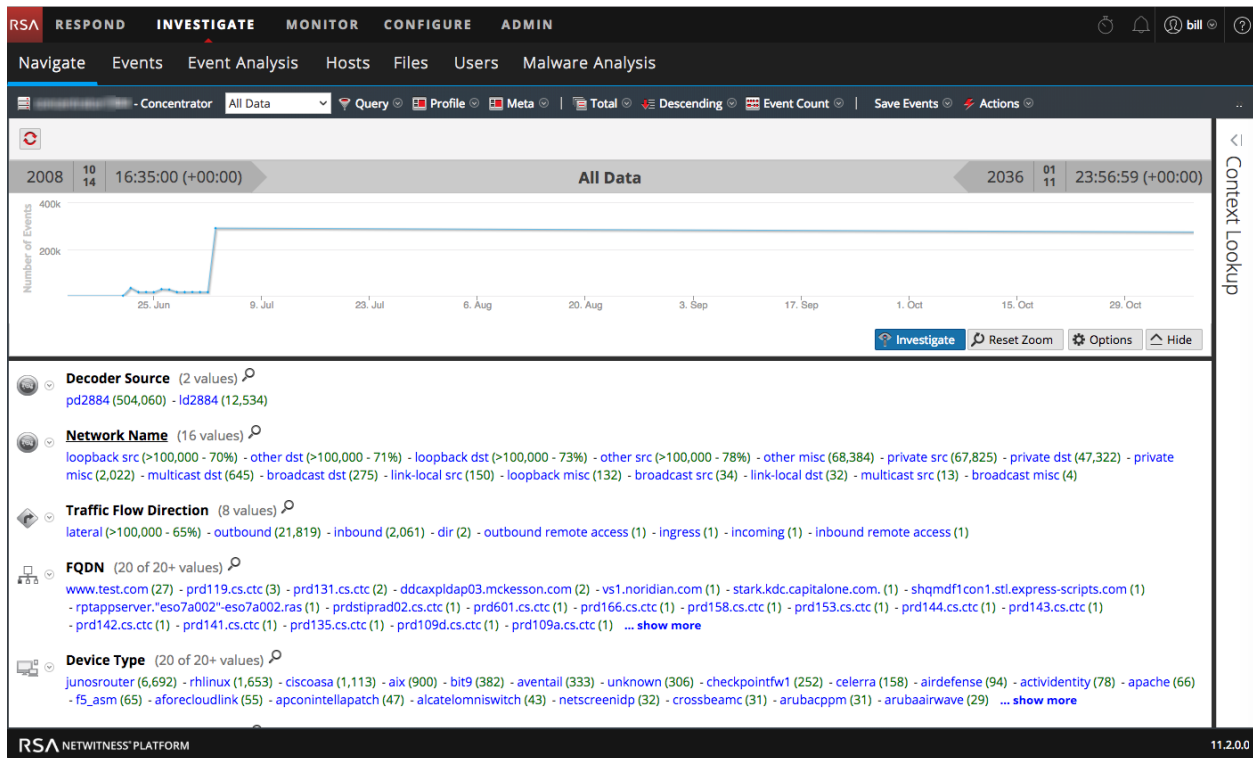 RSA RESPOND INVESTIGATE MONITOR CONFIGURE ADMIN bill ?
Navigate Events Event Analysis Hosts Files Users Malware Analysis
- Concentrator All Data Query Profile Meta | Total Descending Event Count | Save Events Actions ..
2008 10 14 16:35:00 (+00:00) All Data 2036 01 11 23:56:59 (+00:00)
Context Lookup
Number of Events
400k
200k
25. Jun 9. Jul 23. Jul 6. Aug 20. Aug 3. Sep 17. Sep 1. Oct 15. Oct 29. Oct
Investigate Reset Zoom Options Hide
Decoder Source (2 values)
pd2884 (504,060) - ld2884 (12,534)
Network Name (16 values)
loopback src (>100,000 - 70%) - other dst (>100,000 - 71%) - loopback dst (>100,000 - 73%) - other src (>100,000 - 78%) - other misc (68,384) - private src (67,825) - private dst (47,322) - private
misc (2,022) - multicast dst (645) - broadcast dst (275) - link-local src (150) - loopback misc (132) - broadcast src (34) - link-local dst (32) - multicast src (13) - broadcast misc (4)
Traffic Flow Direction (8 values)
lateral (>100,000 - 65%) - outbound (21,819) - inbound (2,061) - dir (2) - outbound remote access (1) - ingress (1) - incoming (1) - inbound remote access (1)
FQDN (20 of 20+ values)
www.test.com (27) - prd119.cs.ctc (3) - prd131.cs.ctc (2) - ddcaxpldap03.mckesson.com (2) - vs1.noridian.com (1) - stark.kdc.capitalone.com. (1) - shqmdf1con1.stl.express-scripts.com (1)
- rptappserver."eso7a002"-eso7a002.ras (1) - prdstiprad02.cs.ctc (1) - prd601.cs.ctc (1) - prd166.cs.ctc (1) - prd158.cs.ctc (1) - prd153.cs.ctc (1) - prd144.cs.ctc (1) - prd143.cs.ctc (1)
- prd142.cs.ctc (1) - prd141.cs.ctc (1) - prd135.cs.ctc (1) - prd109d.cs.ctc (1) - prd109a.cs.ctc (1) ... show more
Device Type (20 of 20+ values)
junosrouter (6,692) - rhlinux (1,653) - ciscoasa (1,113) - aix (900) - bit9 (382) - aventail (333) - unknown (306) - checkpointfw1 (252) - celerra (158) - airdefense (94) - actividentity (78) - apache (66)
- f5_asm (65) - aforecloudlink (55) - apconintellapatch (47) - alcatelomniswitch (43) - netscreenidp (32) - crossbeamc (31) - arubacppm (31) - arubaairwave (29) ... show more
RSA NETWITNESS® PLATFORM 11.2.0.0